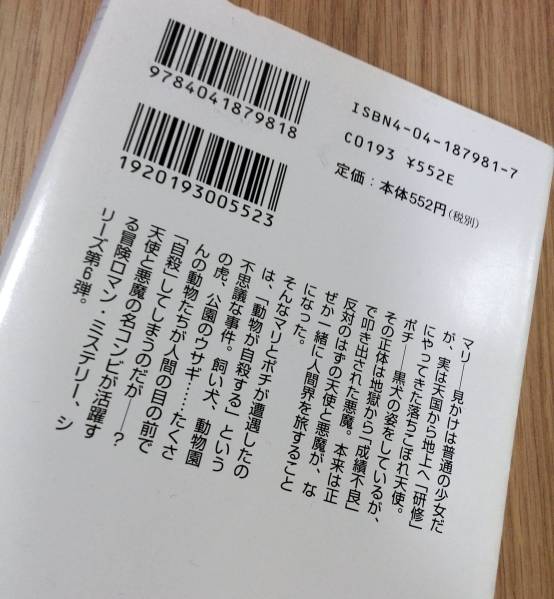 9784041879818
1920193005523
ISBN4-04-187981-7
C0193 ¥552E
定価：本体552円(税別)
マリ――見かけは普通の少女だ
が、実は天国から地上へ「研修」
にやってきた落ちこぼれ天使。
ポチ――黒犬の姿をしているが、
その正体は地獄から「成績不良」
で叩き出された悪魔。本来は正
反対のはずの天使と悪魔が、な
ぜか一緒に人間界を旅すること
になった。
そんなマリとポチが遭遇したの
は、「動物が自殺する」という
不思議な事件。飼い犬、動物園
の虎、公園のウサギ……たくさ
んの動物たちが人間の目の前で
「自殺」してしまうのだが――？
天使と悪魔の名コンビが活躍す
る冒険ロマン・ミステリー、シ
リーズ第6弾。